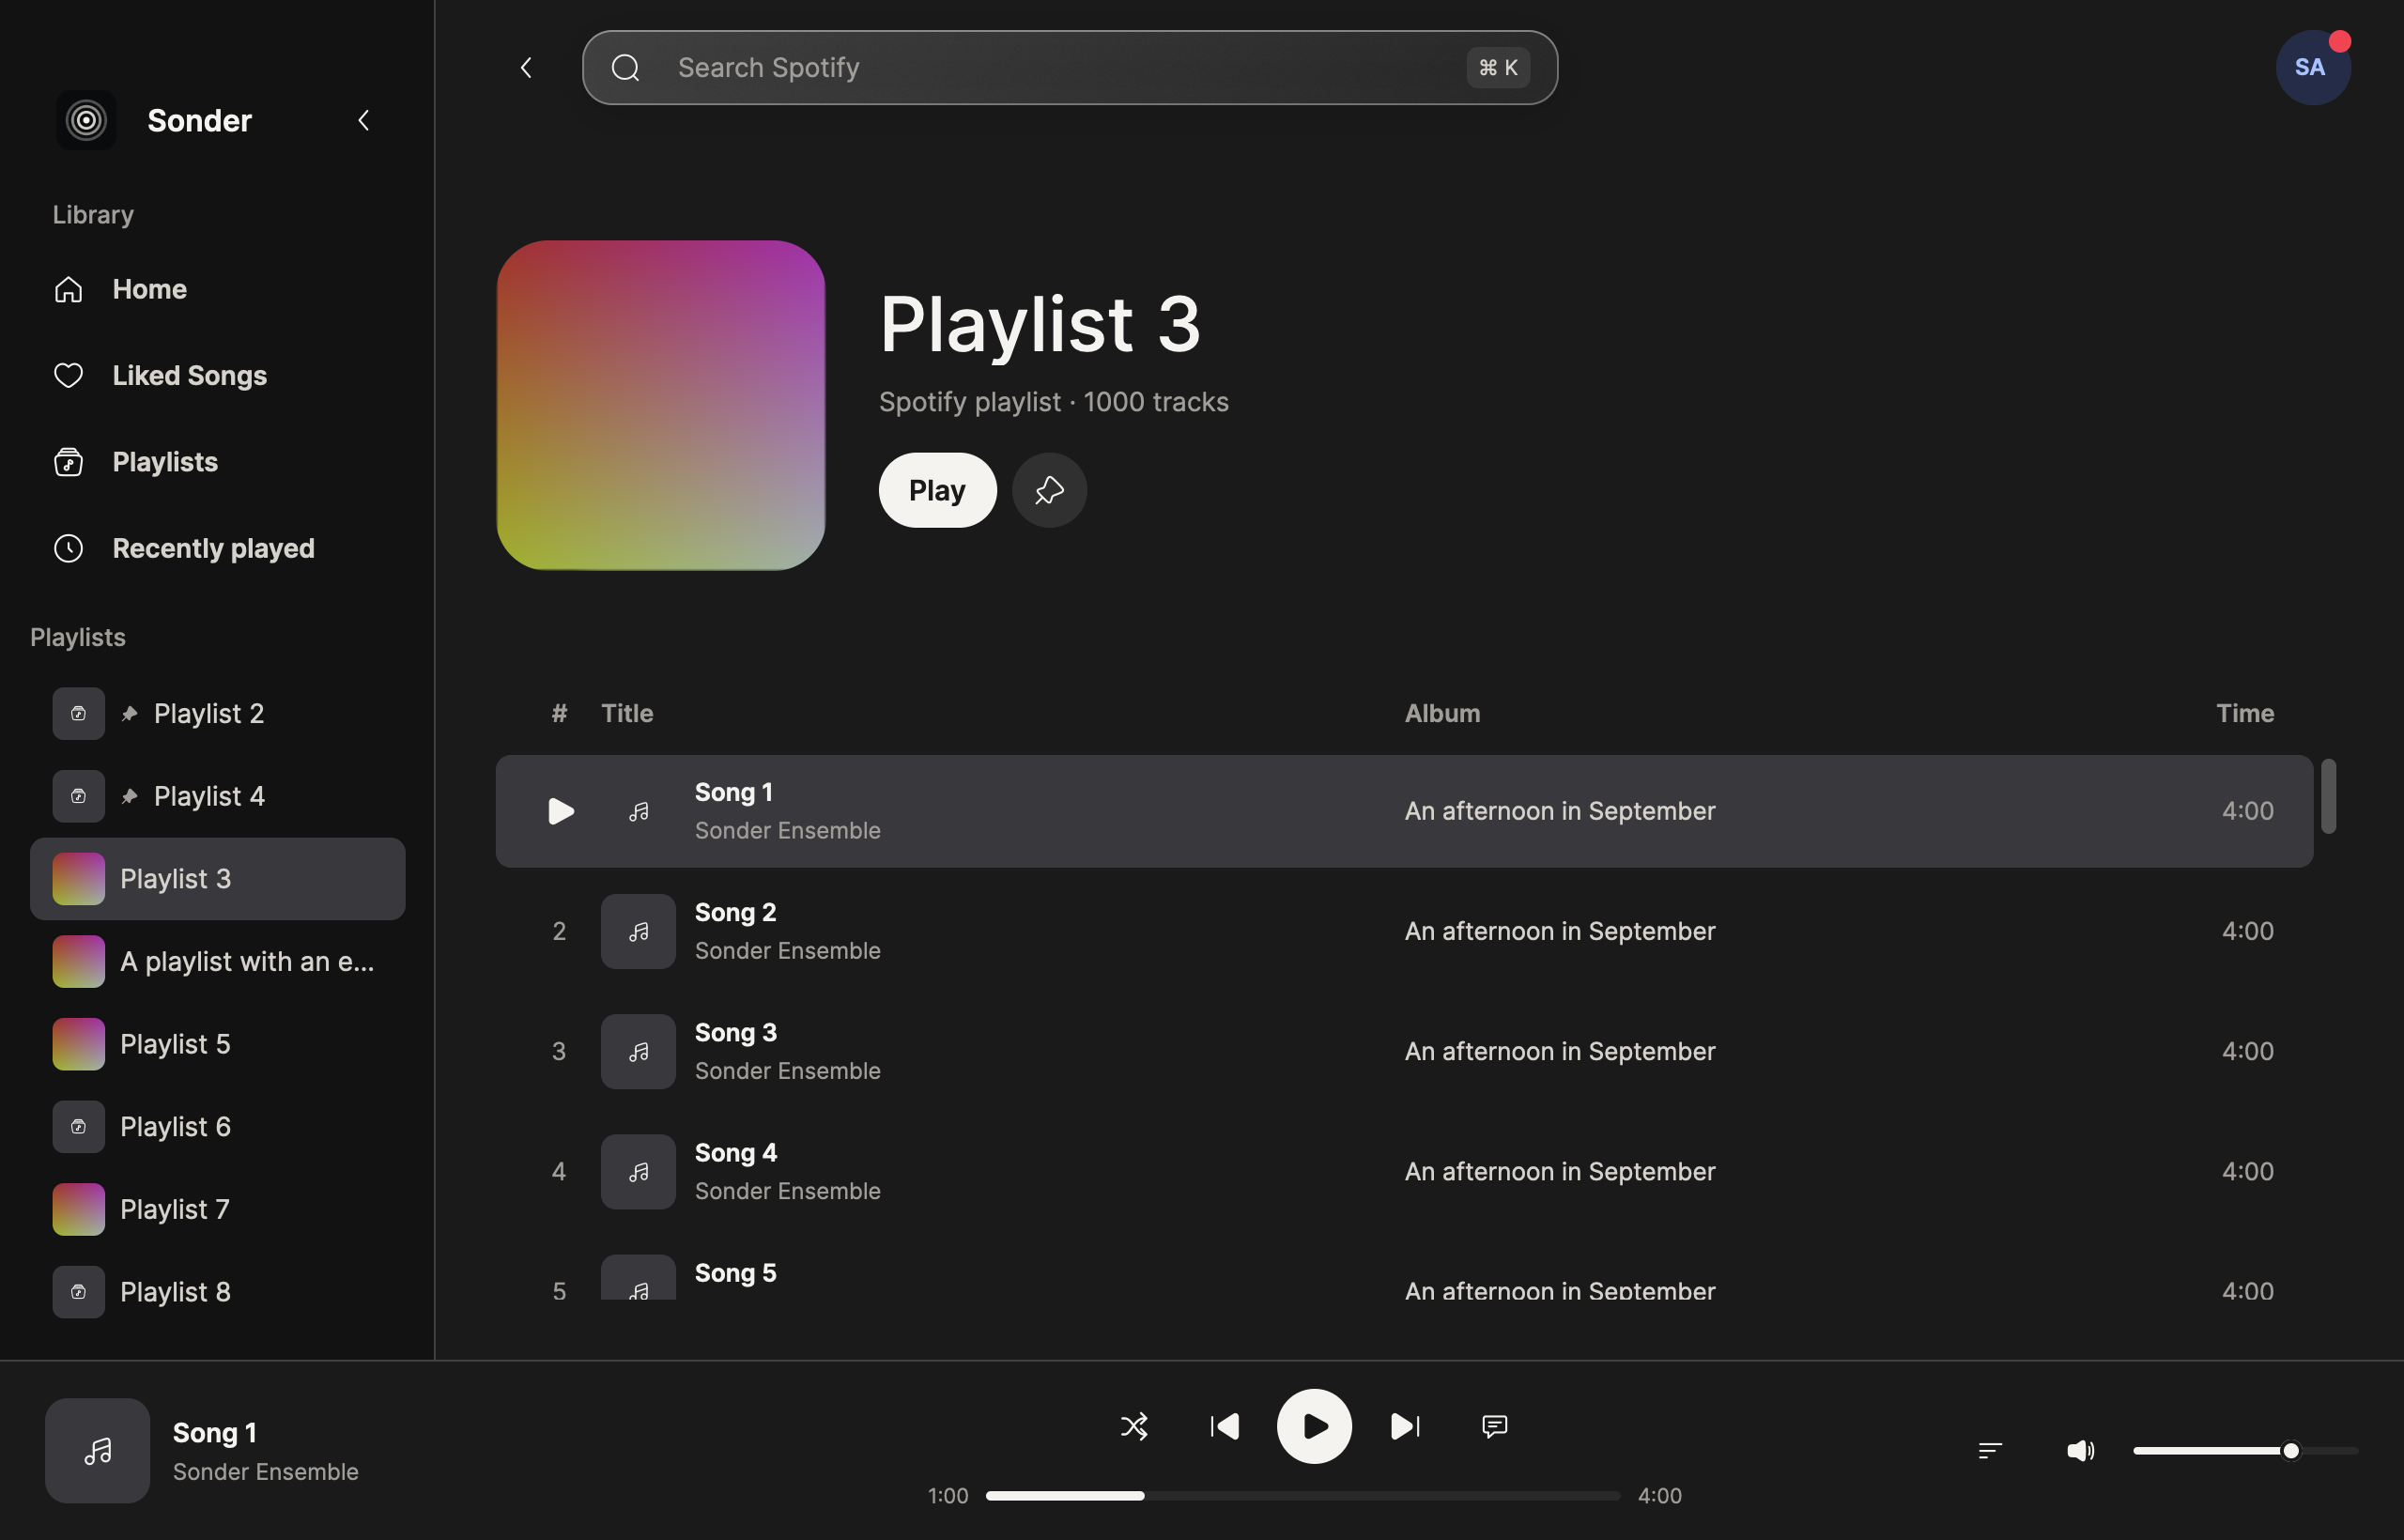 Sonder
Library
Home
Liked Songs
Playlists
Recently played
Playlists
Playlist 2
Playlist 4
Playlist 3
A playlist with an e...
Playlist 5
Playlist 6
Playlist 7
Playlist 8
Search Spotify
⌘ K
SA
Playlist 3
Spotify playlist · 1000 tracks
Play
# Title Album Time
Song 1
Sonder Ensemble
An afternoon in September
4:00
2
Song 2
Sonder Ensemble
An afternoon in September
4:00
3
Song 3
Sonder Ensemble
An afternoon in September
4:00
4
Song 4
Sonder Ensemble
An afternoon in September
4:00
5
Song 5
An afternoon in September
4:00
Song 1
Sonder Ensemble
1:00
4:00